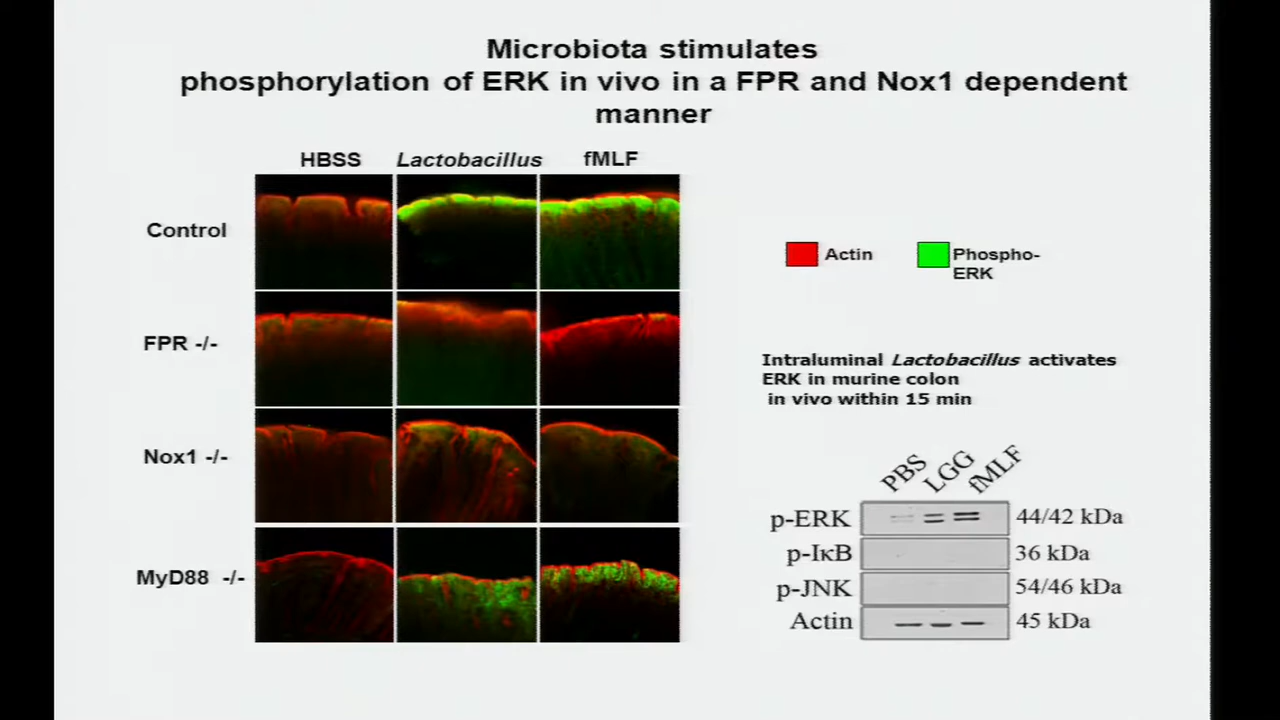 Microbiota stimulates
phosphorylation of ERK in vivo in a FPR and Nox1 dependent
manner
HBSS Lactobacillus fMLF
Control
FPR -/-
Nox1 -/-
MyD88 -/-
Actin
Phospho-
ERK
Intraluminal Lactobacillus activates
ERK in murine colon
in vivo within 15 min
PBS LGG fMLF
p-ERK 44/42 kDa
p-IκB 36 kDa
p-JNK 54/46 kDa
Actin 45 kDa